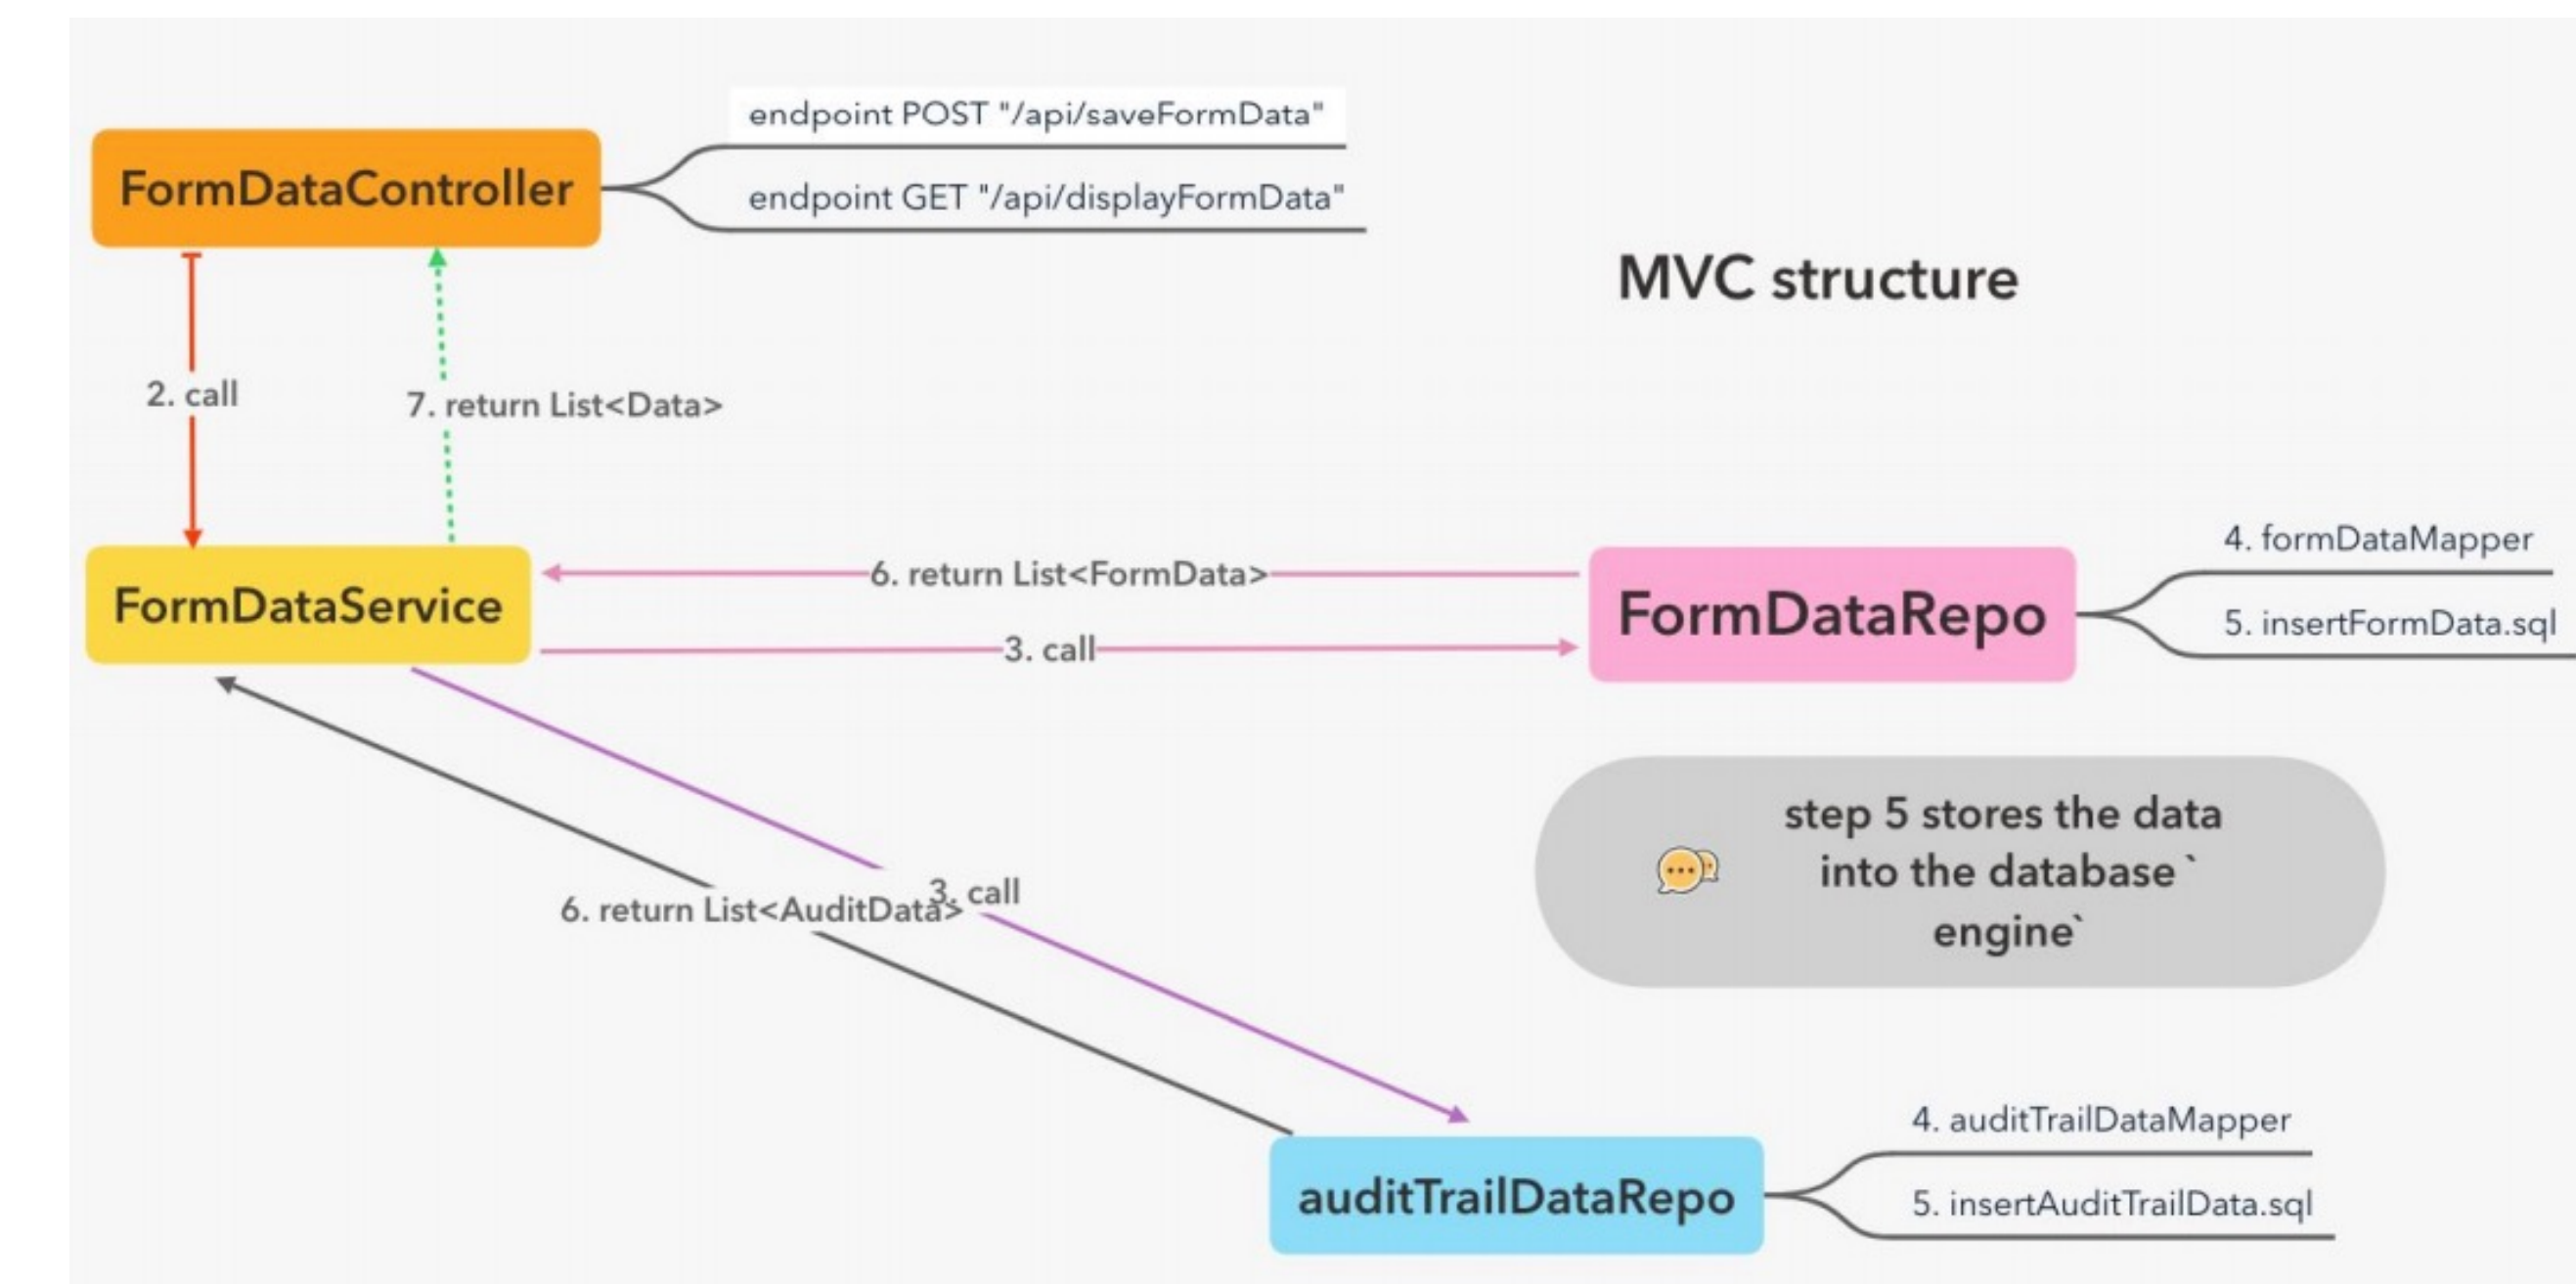 endpoint POST "/api/saveFormData"
FormDataController
endpoint GET "/api/displayFormData"
MVC structure
2. call
7. return List<Data>
4. formDataMapper
6. return List<FormData>
FormDataService
FormDataRepo
5. insertFormData.sql
3. call
step 5 stores the data
into the database `
engine`
3. call
6. return List<AuditData>
4. auditTrailDataMapper
auditTrailDataRepo
5. insertAuditTrailData.sql